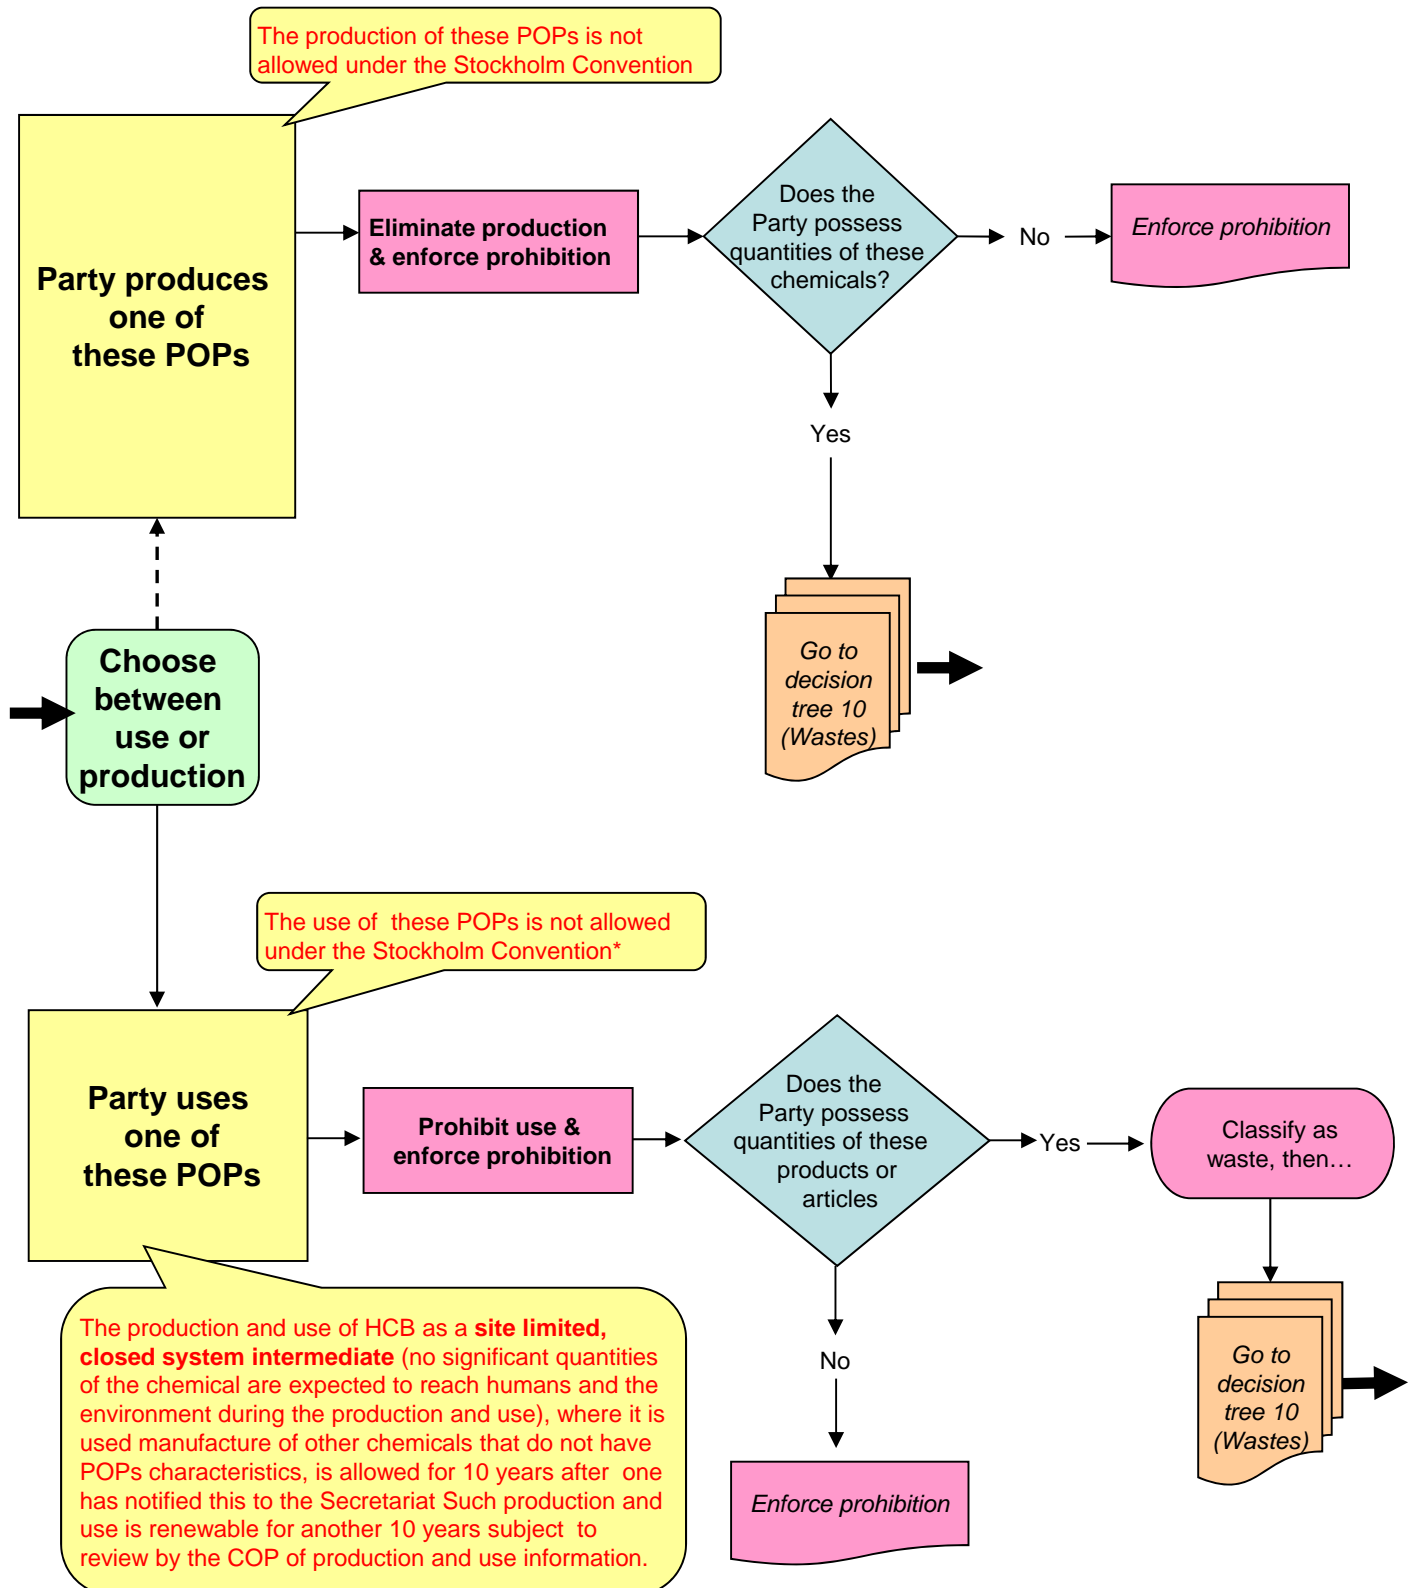 The production of these POPs is not
allowed under the Stockholm Convention
Party produces
one of
these POPs
Eliminate production
& enforce prohibition
Does the
Party possess
quantities of these
chemicals?
No
Enforce prohibition
Yes
Go to
decision
tree 10
(Wastes)
Choose
between
use or
production
The use of  these POPs is not allowed
under the Stockholm Convention*
Party uses
one of
these POPs
Prohibit use &
enforce prohibition
Does the
Party possess
quantities of these
products or
articles
Yes
Classify as
waste, then…
Go to
decision
tree 10
(Wastes)
No
Enforce prohibition
The production and use of HCB as a site limited,
closed system intermediate (no significant quantities
of the chemical are expected to reach humans and the
environment during the production and use), where it is
used manufacture of other chemicals that do not have
POPs characteristics, is allowed for 10 years after  one
has notified this to the Secretariat Such production and
use is renewable for another 10 years subject  to
review by the COP of production and use information.